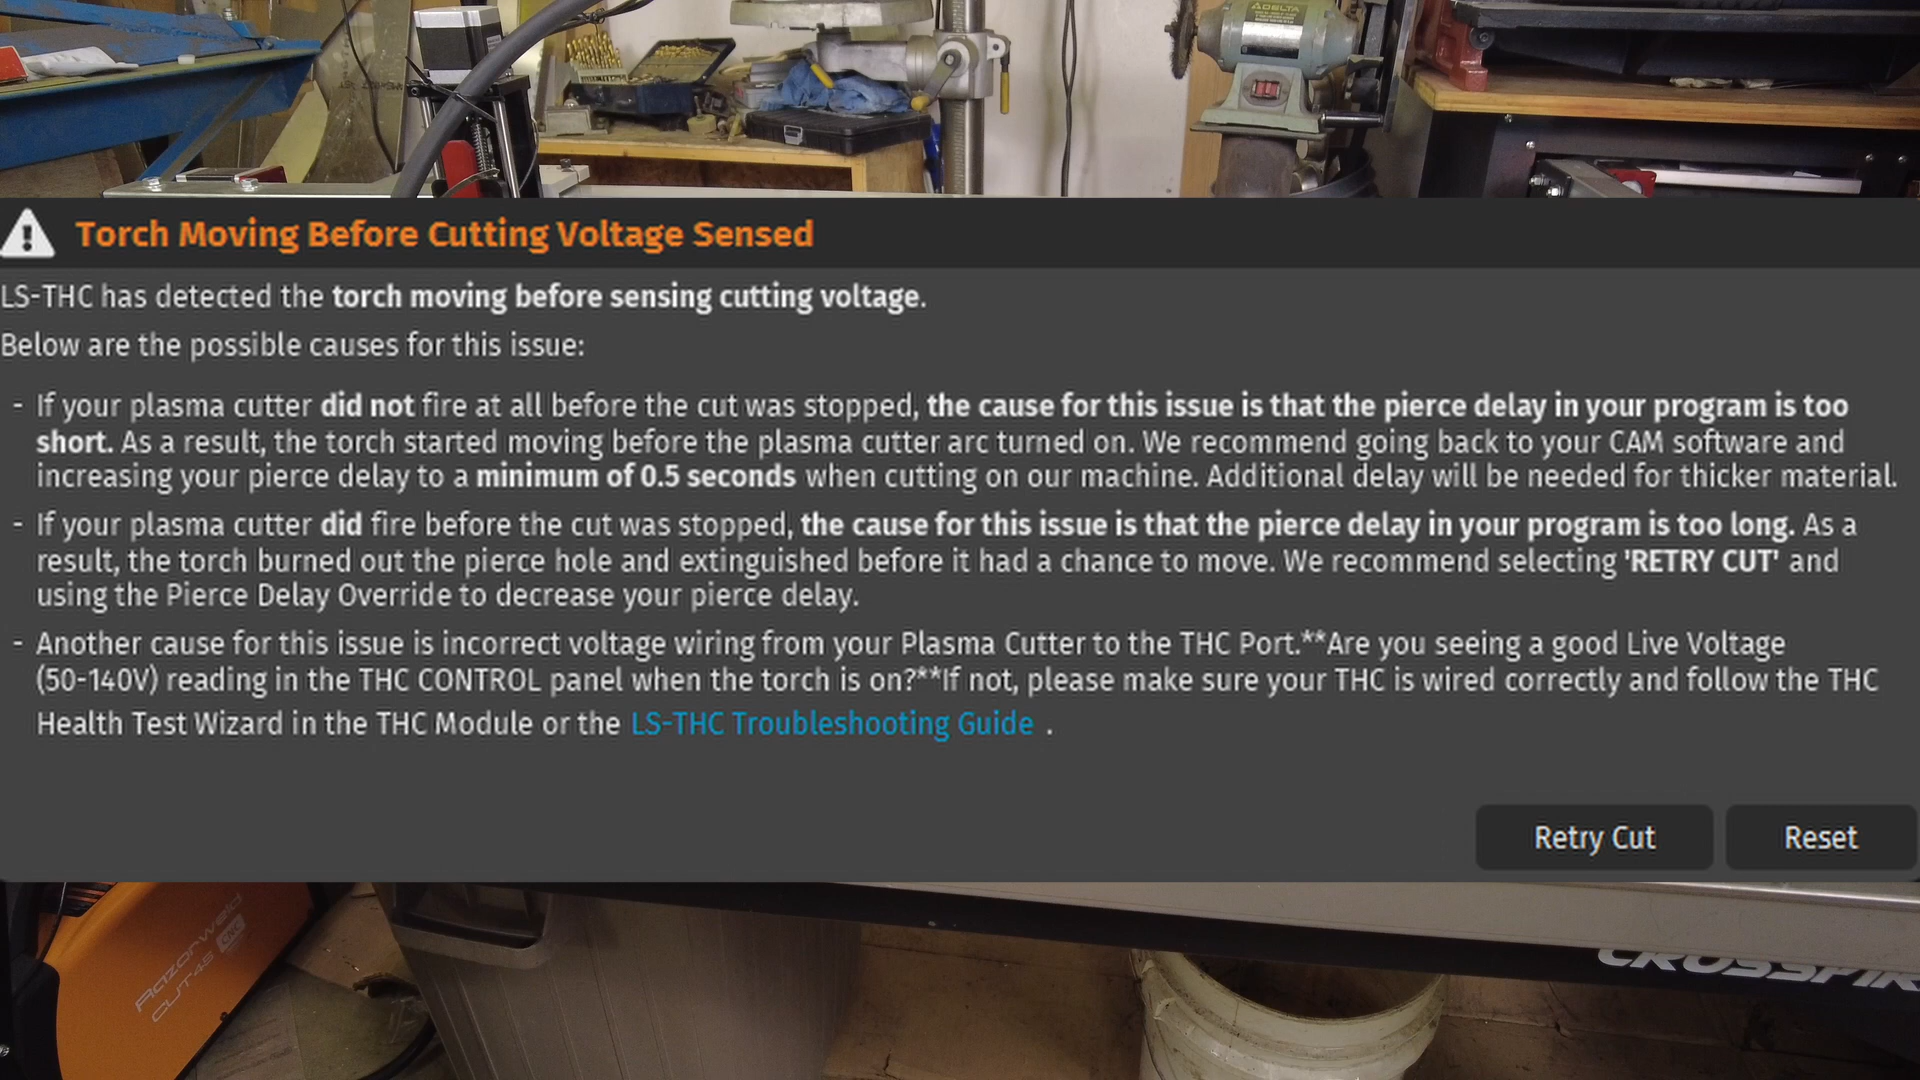 DELTA
Torch Moving Before Cutting Voltage Sensed
LS-THC has detected the torch moving before sensing cutting voltage.
Below are the possible causes for this issue:
- If your plasma cutter did not fire at all before the cut was stopped, the cause for this issue is that the pierce delay in your program is too
short. As a result, the torch started moving before the plasma cutter arc turned on. We recommend going back to your CAM software and
increasing your pierce delay to a minimum of 0.5 seconds when cutting on our machine. Additional delay will be needed for thicker material.
- If your plasma cutter did fire before the cut was stopped, the cause for this issue is that the pierce delay in your program is too long. As a
result, the torch burned out the pierce hole and extinguished before it had a chance to move. We recommend selecting 'RETRY CUT' and
using the Pierce Delay Override to decrease your pierce delay.
- Another cause for this issue is incorrect voltage wiring from your Plasma Cutter to the THC Port.**Are you seeing a good Live Voltage
(50-140V) reading in the THC CONTROL panel when the torch is on?**If not, please make sure your THC is wired correctly and follow the THC
Health Test Wizard in the THC Module or the LS-THC Troubleshooting Guide .
Retry Cut Reset
Razorweld
CUT45 CNC
CROSSFIR